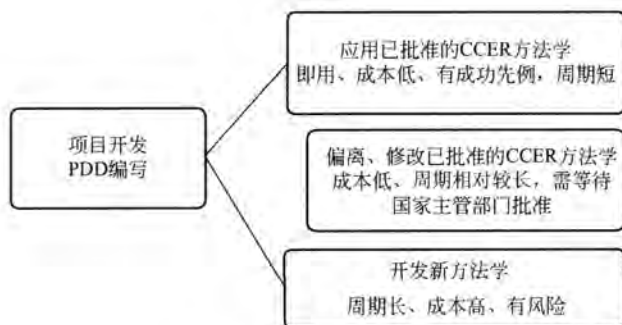 应用已批准的CCER方法学
即用、成本低、有成功先例，周期短
项目开发
PDD编写
偏离、修改已批准的CCER方法学
成本低、周期相对较长，需等待
国家主管部门批准
开发新方法学
周期长、成本高、有风险